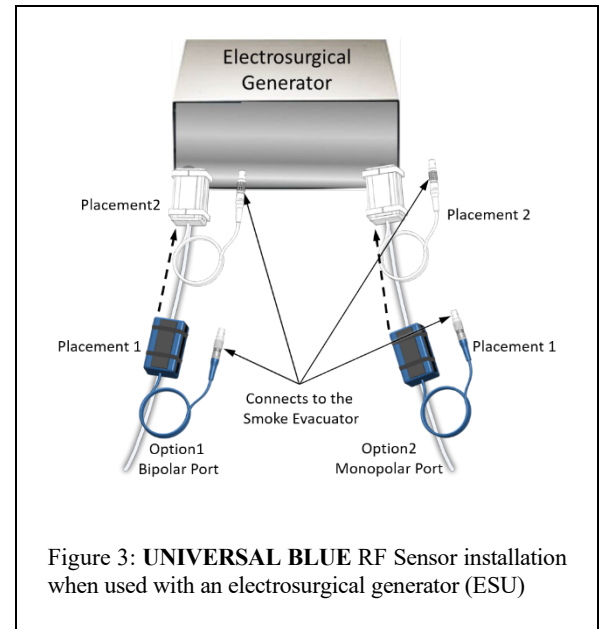 Electrosurgical
Generator
Placement2
Placement 2
Placement 1
Placement 1
Connects to the
Smoke Evacuator
Option1
Bipolar Port
Option2
Monopolar Port
Figure 3: UNIVERSAL BLUE RF Sensor installation
when used with an electrosurgical generator (ESU)